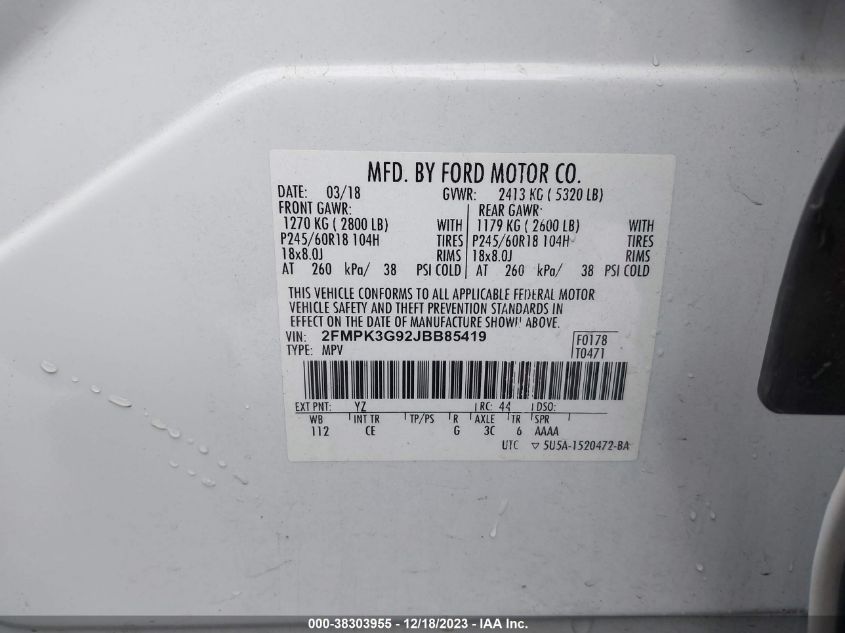 MFD. BY FORD MOTOR CO.
DATE: 03/18 GVWR: 2413 KG ( 5320 LB)
FRONT GAWR: REAR GAWR:
1270 KG ( 2800 LB) WITH 1179 KG ( 2600 LB) WITH
P245/60R18 104H TIRES P245/60R18 104H TIRES
18x8.0J RIMS 18x8.0J RIMS
AT 260 kPa/ 38 PSI COLD AT 260 kPa/ 38 PSI COLD
THIS VEHICLE CONFORMS TO ALL APPLICABLE FEDERAL MOTOR
VEHICLE SAFETY AND THEFT PREVENTION STANDARDS IN
EFFECT ON THE DATE OF MANUFACTURE SHOWN ABOVE.
VIN: 2FMPK3G92JBB85419 F0178
TYPE: MPV T0471
EXT PNT: YZ RC: 44 DSO:
WB INT TR TP/PS R AXLE TR SPR
112 CE G 3C 6 AAAA
UTC ▽ 5U5A-1520472-BA
000-38303955 - 12/18/2023 - IAA Inc.